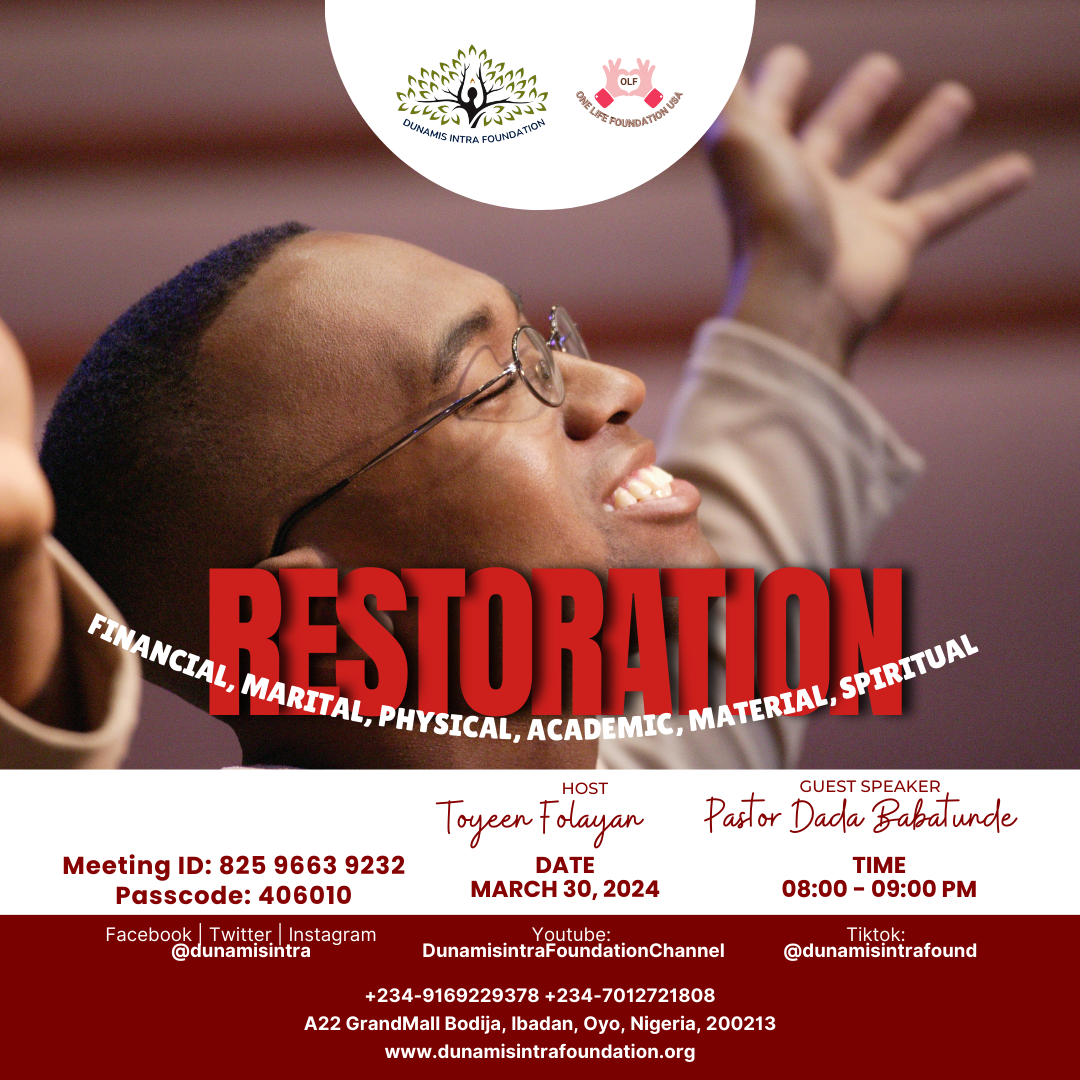 DUNAMIS INTRA FOUNDATION
OLF
ONE LIFE FOUNDATION USA
RESTORATION
FINANCIAL, MARITAL, PHYSICAL, ACADEMIC, MATERIAL, SPIRITUAL
HOST
Toyeen Folayan
GUEST SPEAKER
Pastor Dada Babatunde
Meeting ID: 825 9663 9232
Passcode: 406010
DATE
MARCH 30, 2024
TIME
08:00 - 09:00 PM
Facebook | Twitter | Instagram
@dunamisintra
Youtube:
DunamisintraFoundationChannel
Tiktok:
@dunamisintrafound
+234-9169229378 +234-7012721808
A22 GrandMall Bodija, Ibadan, Oyo, Nigeria, 200213
www.dunamisintrafoundation.org